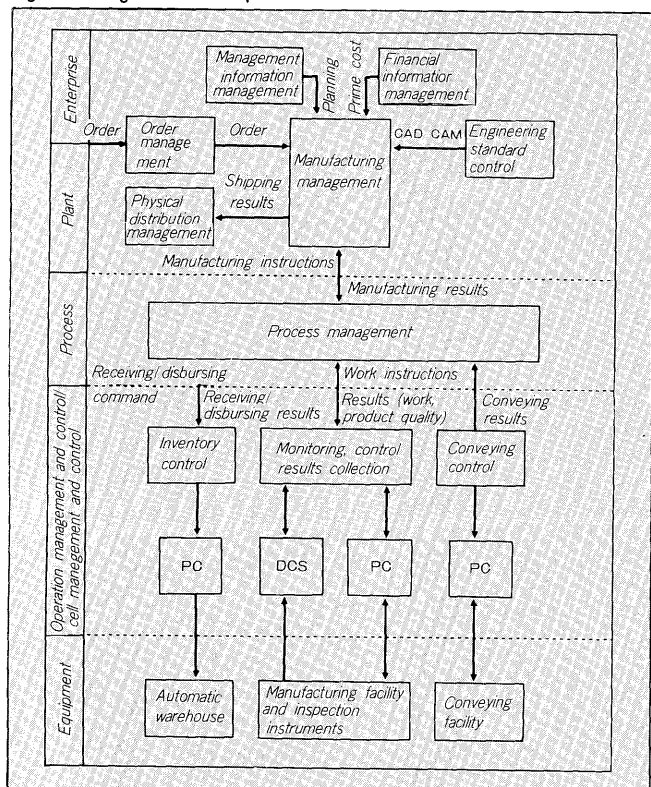 Enterprise
Plant
Process
Operation management and control/
cell manegement and control
Equipment
Management
information
management
Planning
Prime cost
Financial
informatior
management
Order
Order
manage
ment
Order
Manufacturing
management
CAD CAM
Engineering
standard
control
Shipping
results
Physical
distribution
management
Manufacturing instructions
Manufacturing results
Process management
Receiving/disbursing
command
Receiving/
disbursing results
Work instructions
Results (work,
product quality)
Conveying
results
Inventory
control
Monitoring, control
results collection
Conveying
control
PC
DCS
PC
PC
Automatic
warehouse
Manufacturing facility
and inspection
instruments
Conveying
facility